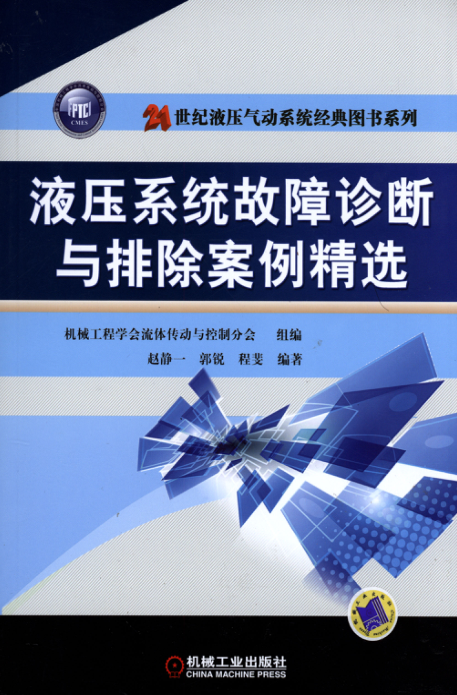 FPTC
CMES
21世纪液压气动系统经典图书系列
液压系统故障诊断
与排除案例精选
机械工程学会流体传动与控制分会 组编
赵静一 郭锐 程斐 编著
机械工业出版社
CHINA MACHINE PRESS